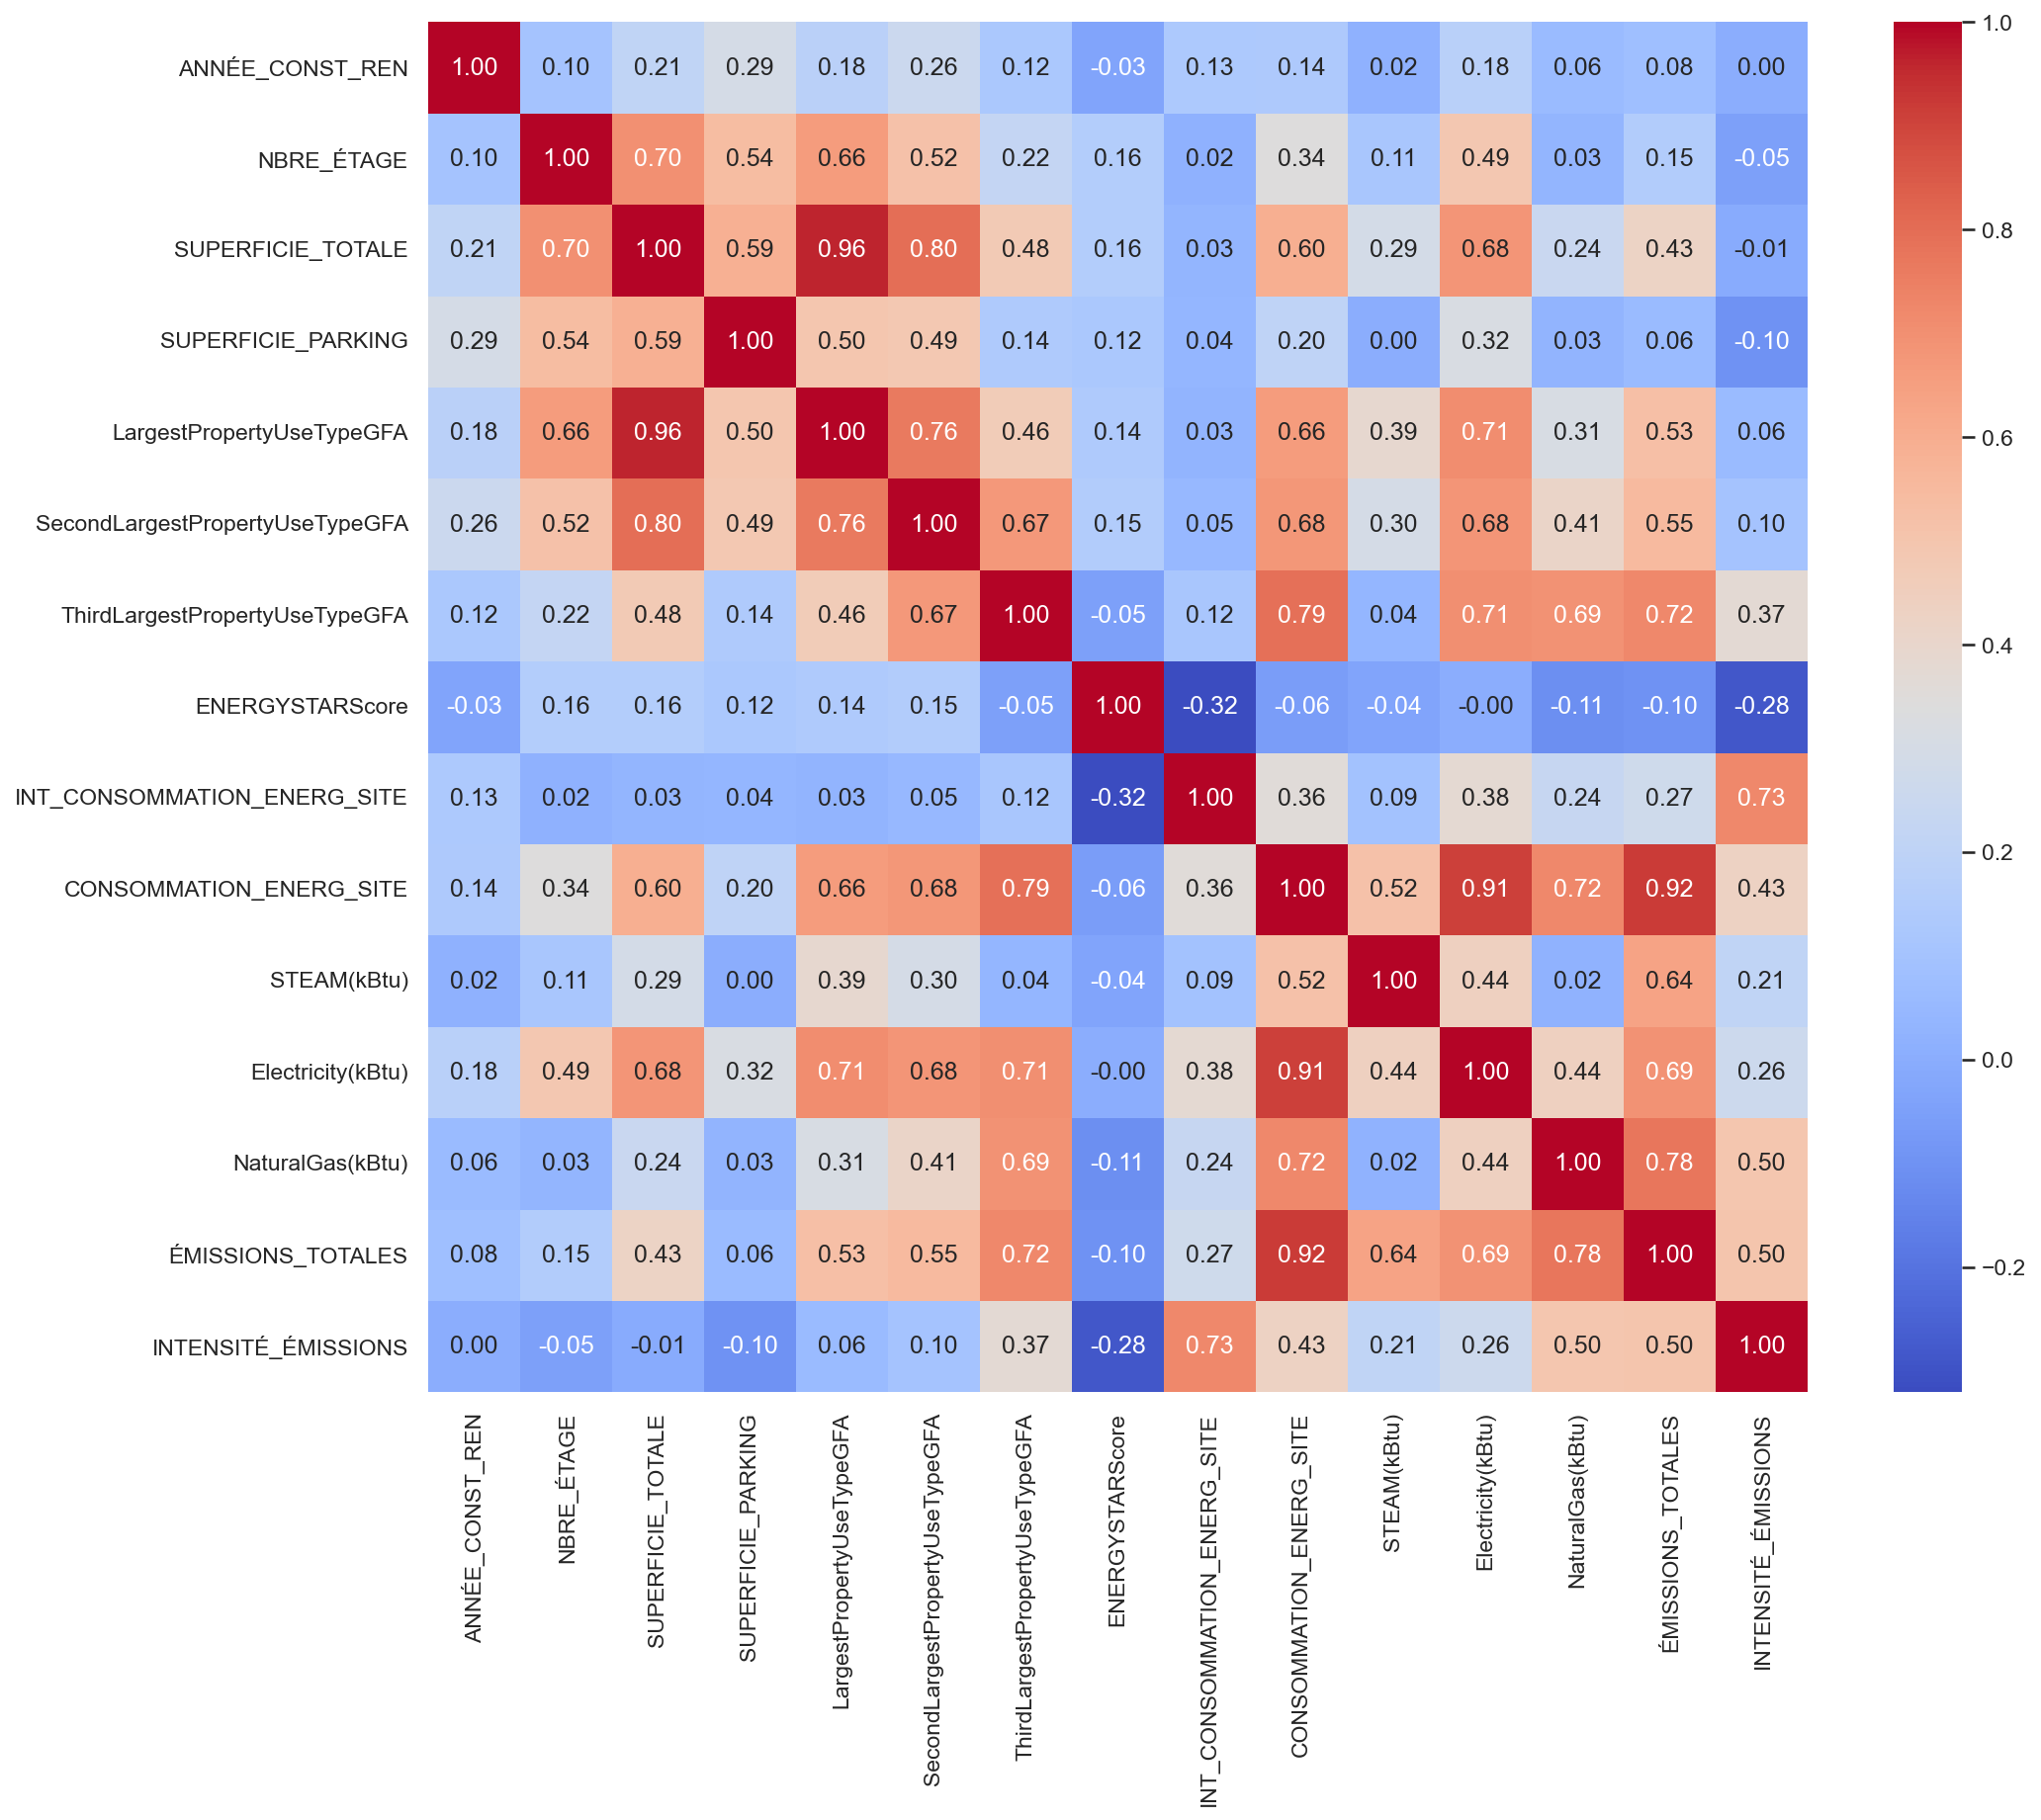 ANNÉE_CONST_REN 1.00 0.10 0.21 0.29 0.18 0.26 0.12 -0.03 0.13 0.14 0.02 0.18 0.06 0.08 0.00
NBRE_ÉTAGE 0.10 1.00 0.70 0.54 0.66 0.52 0.22 0.16 0.02 0.34 0.11 0.49 0.03 0.15 -0.05
SUPERFICIE_TOTALE 0.21 0.70 1.00 0.59 0.96 0.80 0.48 0.16 0.03 0.60 0.29 0.68 0.24 0.43 -0.01
SUPERFICIE_PARKING 0.29 0.54 0.59 1.00 0.50 0.49 0.14 0.12 0.04 0.20 0.00 0.32 0.03 0.06 -0.10
LargestPropertyUseTypeGFA 0.18 0.66 0.96 0.50 1.00 0.76 0.46 0.14 0.03 0.66 0.39 0.71 0.31 0.53 0.06
SecondLargestPropertyUseTypeGFA 0.26 0.52 0.80 0.49 0.76 1.00 0.67 0.15 0.05 0.68 0.30 0.68 0.41 0.55 0.10
ThirdLargestPropertyUseTypeGFA 0.12 0.22 0.48 0.14 0.46 0.67 1.00 -0.05 0.12 0.79 0.04 0.71 0.69 0.72 0.37
ENERGYSTARScore -0.03 0.16 0.16 0.12 0.14 0.15 -0.05 1.00 -0.32 -0.06 -0.04 -0.00 -0.11 -0.10 -0.28
INT_CONSOMMATION_ENERG_SITE 0.13 0.02 0.03 0.04 0.03 0.05 0.12 -0.32 1.00 0.36 0.09 0.38 0.24 0.27 0.73
CONSOMMATION_ENERG_SITE 0.14 0.34 0.60 0.20 0.66 0.68 0.79 -0.06 0.36 1.00 0.52 0.91 0.72 0.92 0.43
STEAM(kBtu) 0.02 0.11 0.29 0.00 0.39 0.30 0.04 -0.04 0.09 0.52 1.00 0.44 0.02 0.64 0.21
Electricity(kBtu) 0.18 0.49 0.68 0.32 0.71 0.68 0.71 -0.00 0.38 0.91 0.44 1.00 0.44 0.69 0.26
NaturalGas(kBtu) 0.06 0.03 0.24 0.03 0.31 0.41 0.69 -0.11 0.24 0.72 0.02 0.44 1.00 0.78 0.50
ÉMISSIONS_TOTALES 0.08 0.15 0.43 0.06 0.53 0.55 0.72 -0.10 0.27 0.92 0.64 0.69 0.78 1.00 0.50
INTENSITÉ_ÉMISSIONS 0.00 -0.05 -0.01 -0.10 0.06 0.10 0.37 -0.28 0.73 0.43 0.21 0.26 0.50 0.50 1.00
ANNÉE_CONST_REN
NBRE_ÉTAGE
SUPERFICIE_TOTALE
SUPERFICIE_PARKING
LargestPropertyUseTypeGFA
SecondLargestPropertyUseTypeGFA
ThirdLargestPropertyUseTypeGFA
ENERGYSTARScore
INT_CONSOMMATION_ENERG_SITE
CONSOMMATION_ENERG_SITE
STEAM(kBtu)
Electricity(kBtu)
NaturalGas(kBtu)
ÉMISSIONS_TOTALES
INTENSITÉ_ÉMISSIONS
1.0
0.8
0.6
0.4
0.2
0.0
−0.2